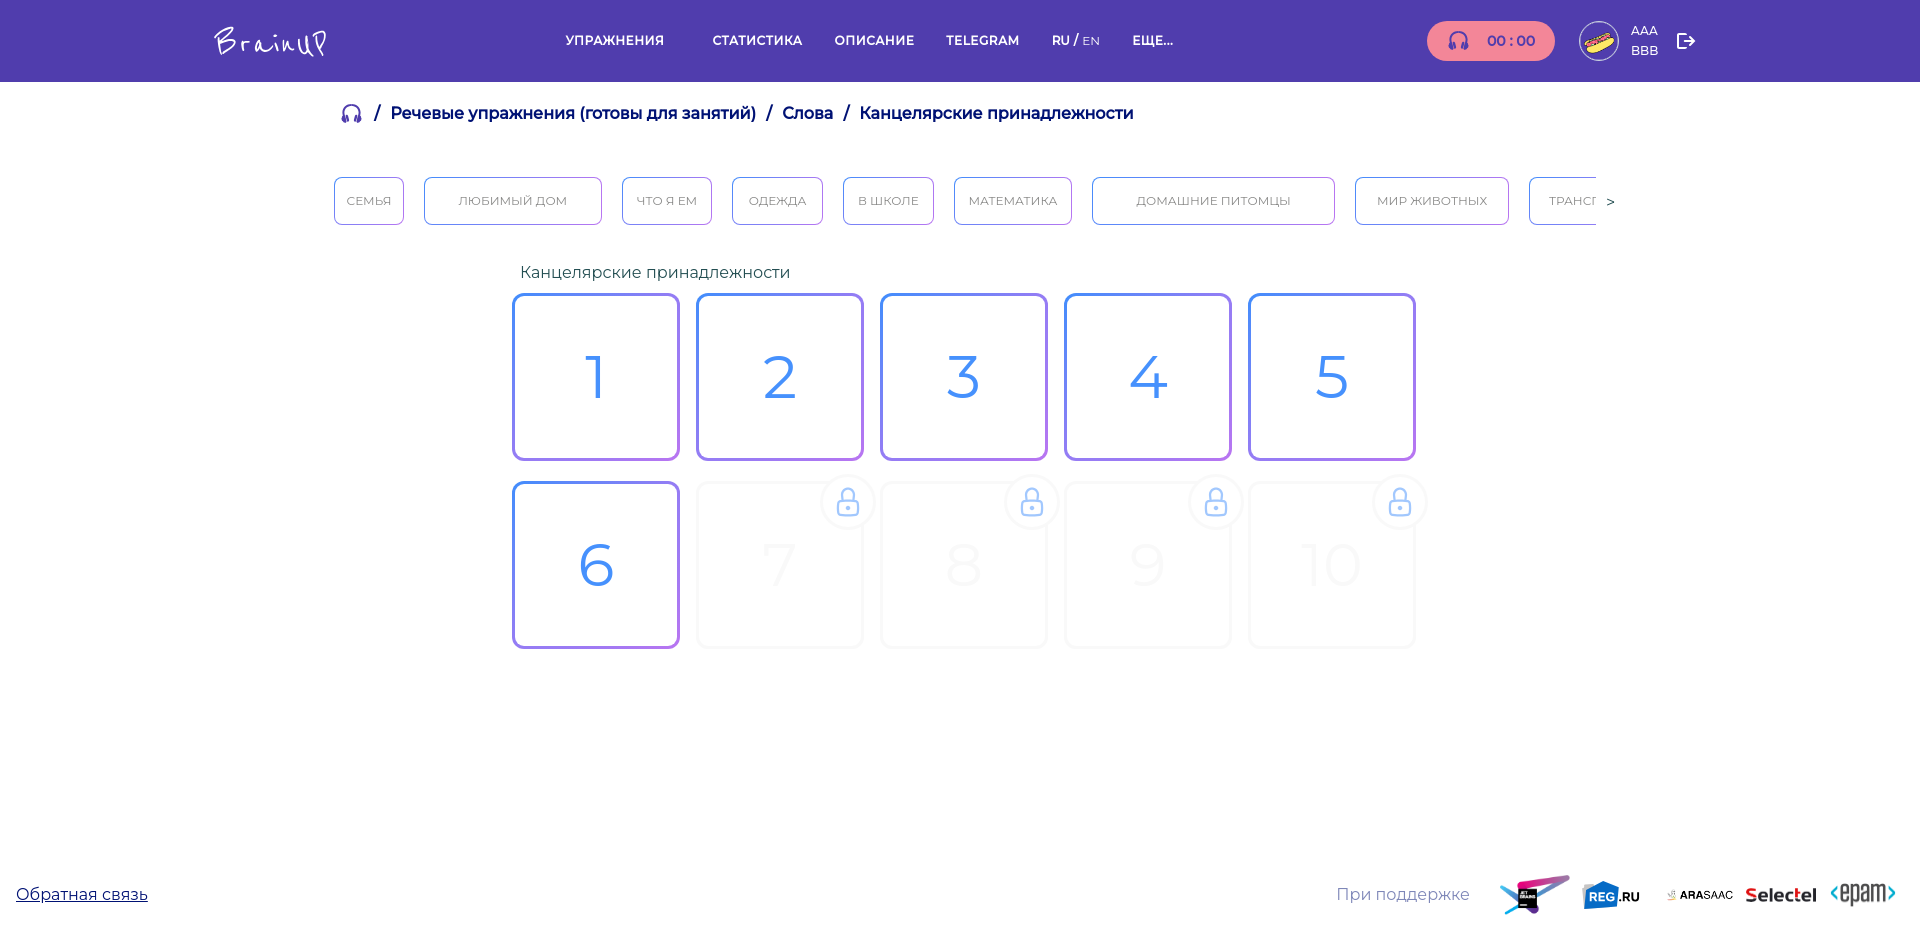 BrainUP
УПРАЖНЕНИЯ СТАТИСТИКА ОПИСАНИЕ TELEGRAM RU / EN ЕЩЕ...
00 : 00
AAA
BBB
/ Речевые упражнения (готовы для занятий) / Слова / Канцелярские принадлежности
СЕМЬЯ ЛЮБИМЫЙ ДОМ ЧТО Я ЕМ ОДЕЖДА В ШКОЛЕ МАТЕМАТИКА ДОМАШНИЕ ПИТОМЦЫ МИР ЖИВОТНЫХ ТРАНСП >
Канцелярские принадлежности
1 2 3 4 5
6 7 8 9 10
Обратная связь
При поддержке
JET BRAINS
REG.RU
ARASAAC
Selectel
<epam>